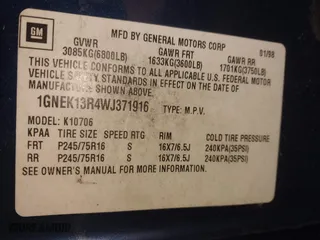 GM
MFD BY GENERAL MOTORS CORP 01/98
GVWR GAWR FRT GAWR RR
3085KG(6800LB) 1633KG(3600LB) 1701KG(3750LB)
THIS VEHICLE CONFORMS TO ALL APPLICABLE U.S. FEDERAL MOTOR
VEHICLE SAFETY STANDARDS IN EFFECT ON THE DATE OF
MANUFACTURE SHOWN ABOVE.
1GNEK13R4WJ371916 TYPE: M.P.V.
MODEL: K10706
KPAA TIRE SIZE SPEED RTG RIM COLD TIRE PRESSURE
FRT P245/75R16 S 16X7/6.5J 240KPA(35PSI)
RR P245/75R16 S 16X7/6.5J 240KPA(35PSI)
SEE OWNER'S MANUAL FOR MORE INFORMATION.